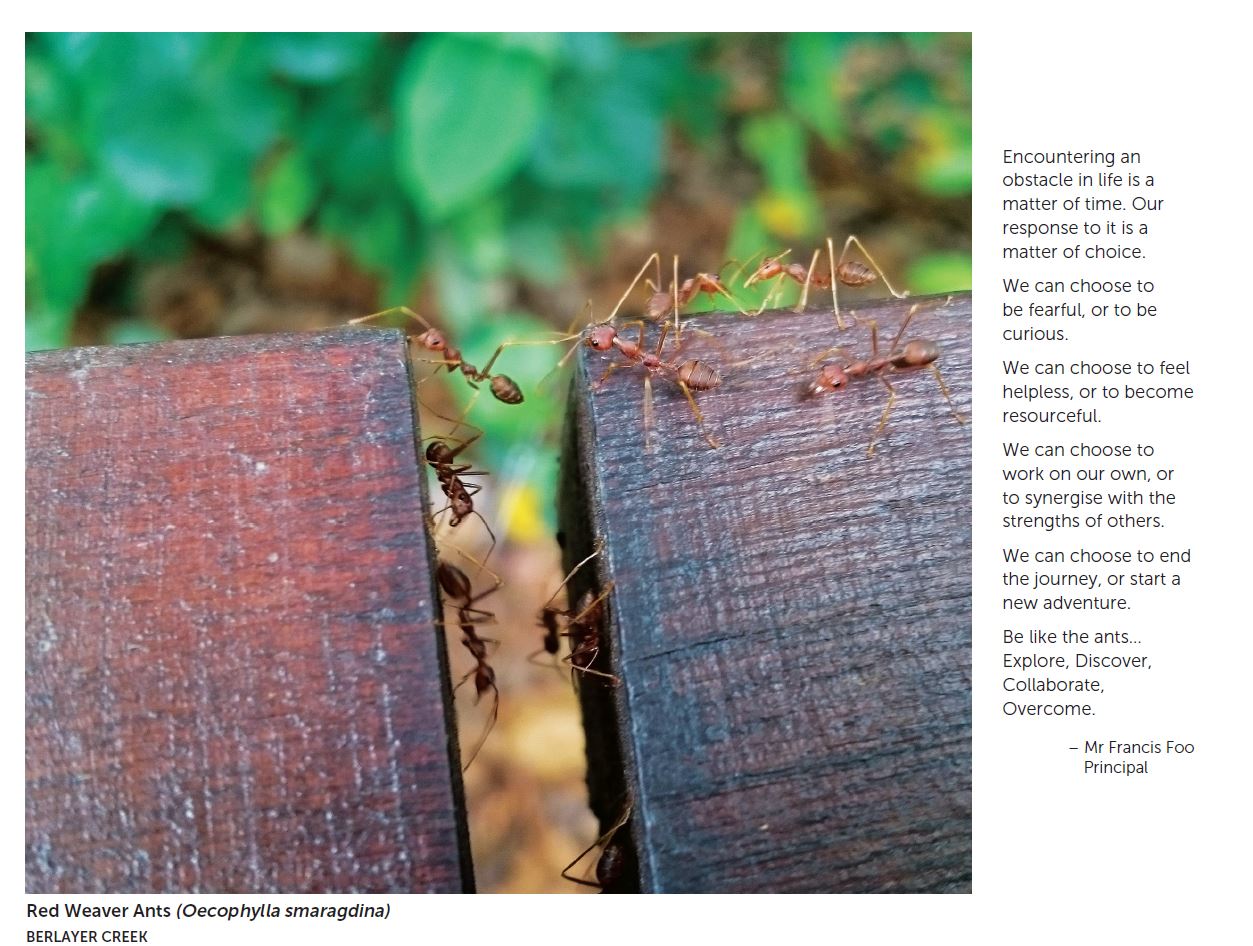 Encountering an
obstacle in life is a
matter of time. Our
response to it is a
matter of choice.
We can choose to
be fearful, or to be
curious.
We can choose to feel
helpless, or to become
resourceful.
We can choose to
work on our own, or
to synergise with the
strengths of others.
We can choose to end
the journey, or start a
new adventure.
Be like the ants...
Explore, Discover,
Collaborate,
Overcome.
– Mr Francis Foo
Principal
Red Weaver Ants (Oecophylla smaragdina)
BERLAYER CREEK